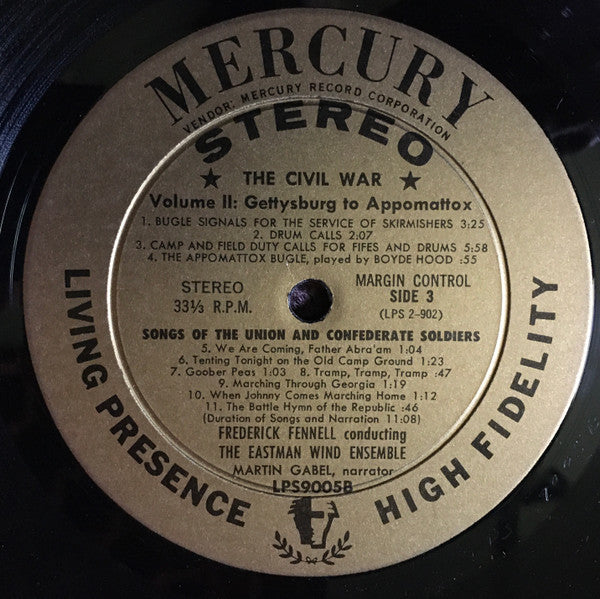 MERCURY
VENDOR: MERCURY RECORD CORPORATION
STEREO
★ THE CIVIL WAR ★
Volume II: Gettysburg to Appomattox
1. BUGLE SIGNALS FOR THE SERVICE OF SKIRMISHERS 3:25
2. DRUM CALLS 2:07
3. CAMP AND FIELD DUTY CALLS FOR FIFES AND DRUMS 5:58
4. THE APPOMATTOX BUGLE, played by BOYDE HOOD :55
STEREO
33⅓ R.P.M.
MARGIN CONTROL
SIDE 3
(LPS 2-902)
SONGS OF THE UNION AND CONFEDERATE SOLDIERS
5. We Are Coming, Father Abra'am 1:04
6. Tenting Tonight on the Old Camp Ground 1:23
7. Goober Peas 1:03 8. Tramp, Tramp, Tramp :47
9. Marching Through Georgia 1:19
10. When Johnny Comes Marching Home 1:12
11. The Battle Hymn of the Republic :46
(Duration of Songs and Narration 11:08)
FREDERICK FENNELL conducting
THE EASTMAN WIND ENSEMBLE
MARTIN GABEL, narrator
LPS9005B
LIVING PRESENCE
HIGH FIDELITY